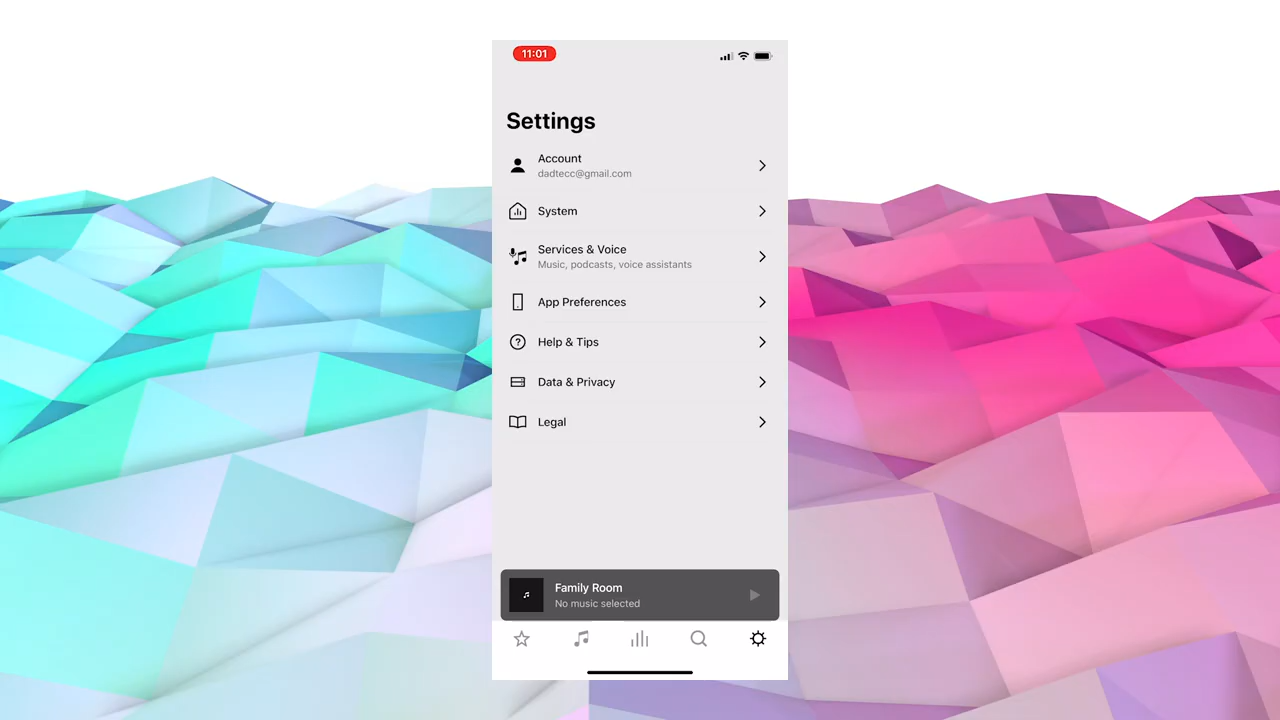 11:01
Settings
Account
dadtecc@gmail.com
System
Services & Voice
Music, podcasts, voice assistants
App Preferences
Help & Tips
Data & Privacy
Legal
Family Room
No music selected